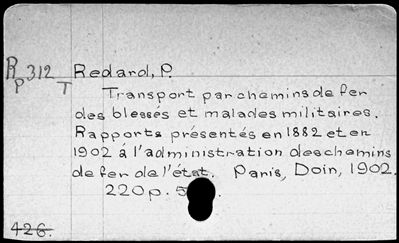 R 312 Redard, P.
P T Transport par chemins de fer
des blessés et malades militaires.
Rapports présentés en 1882 et en
1902 à l'administration des chemins
de fer de l'état. Paris, Doin, 1902.
220 p.
426.